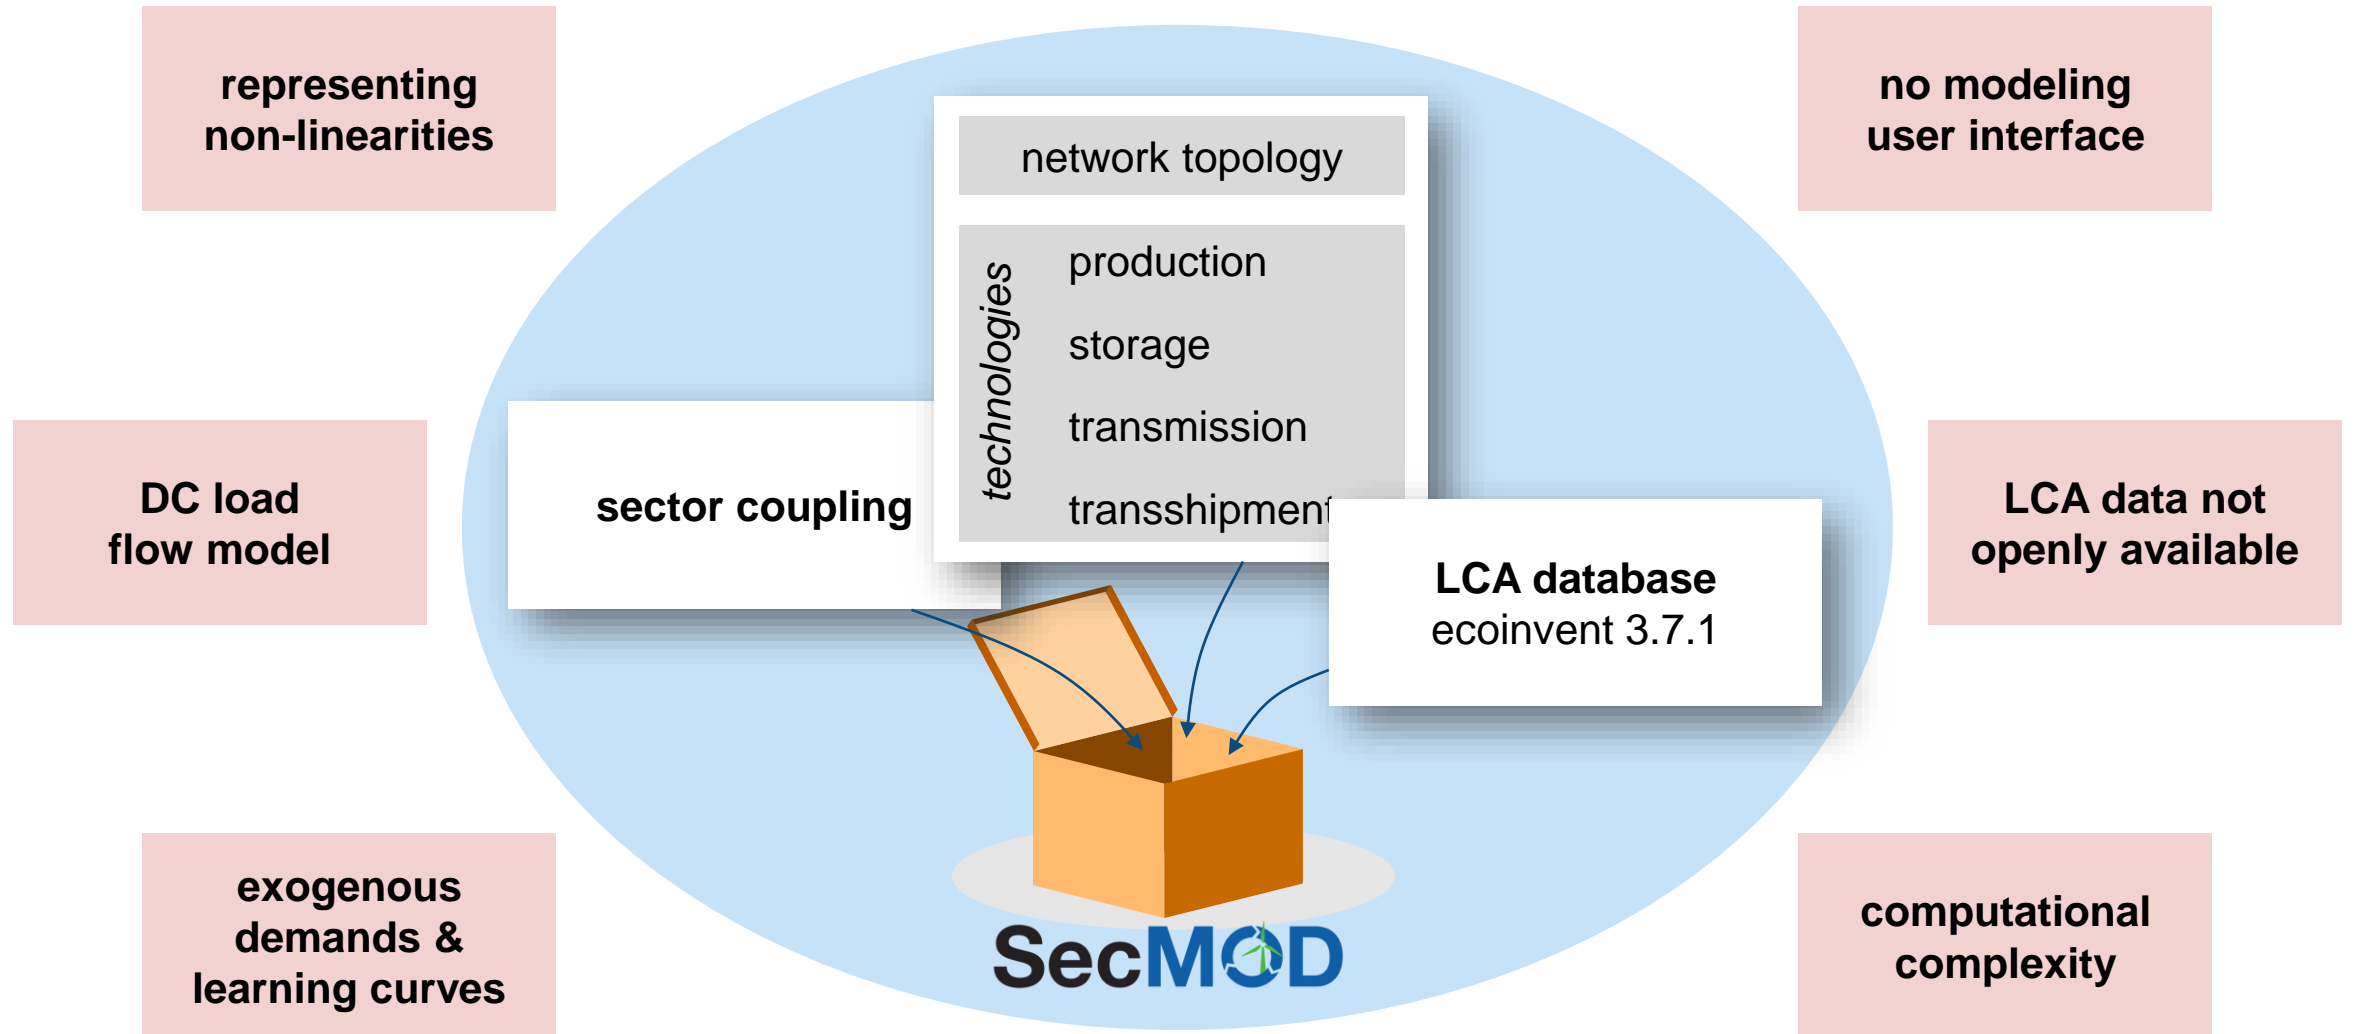 representing
non-linearities
no modeling
user interface
network topology
technologies
production
storage
transmission
transshipment
DC load
flow model
sector coupling
LCA database
ecoinvent 3.7.1
LCA data not
openly available
exogenous
demands &
learning curves
SecMOD
computational
complexity